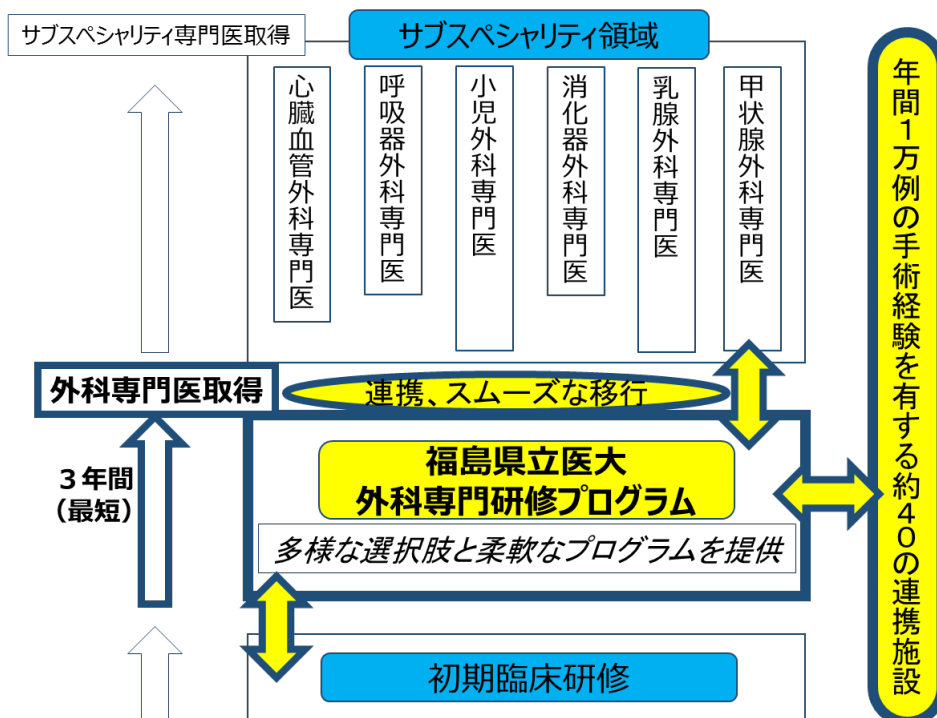 サブスペシャリティ専門医取得
サブスペシャリティ領域
心臓血管外科専門医
呼吸器外科専門医
小児外科専門医
消化器外科専門医
乳腺外科専門医
甲状腺外科専門医
年間1万例の手術経験を有する約40の連携施設
外科専門医取得
連携、スムーズな移行
3年間
(最短)
福島県立医大
外科専門研修プログラム
多様な選択肢と柔軟なプログラムを提供
初期臨床研修